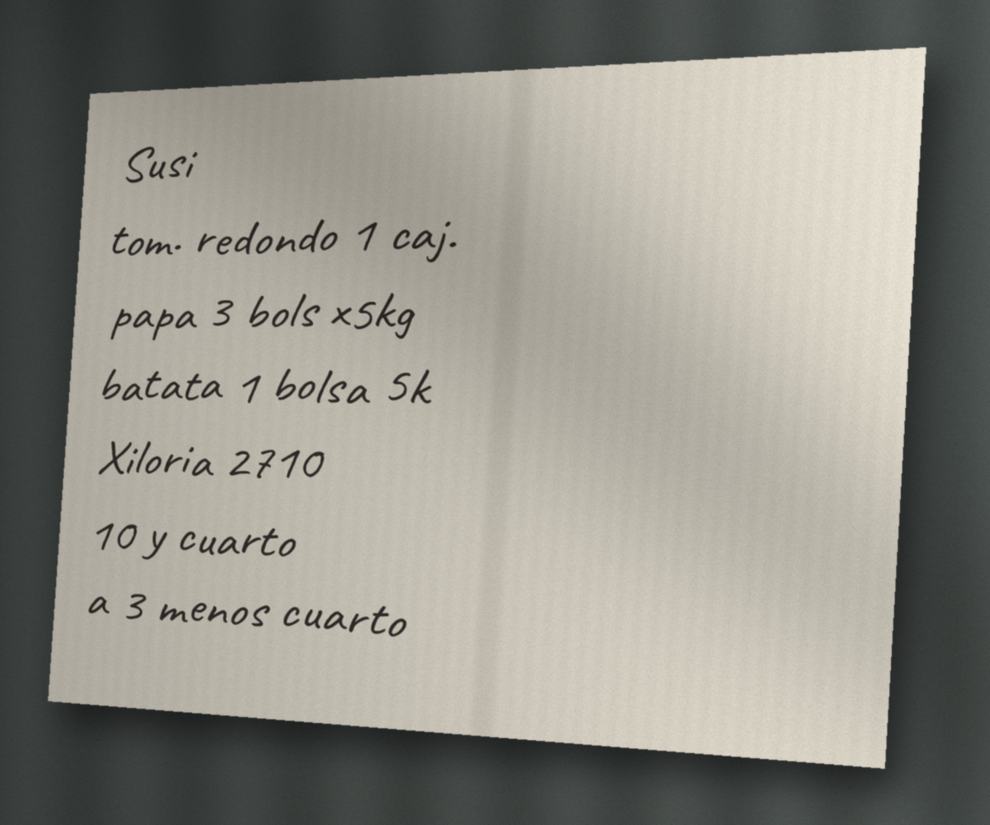 Susi
tom. redondo 1 caj.
papa 3 bols x5kg
batata 1 bolsa 5k
Xiloria 2710
10 y cuarto
a 3 menos cuarto